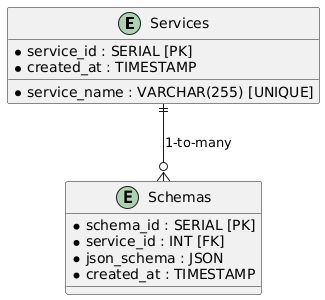 E Services
* service_id : SERIAL [PK]
* created_at : TIMESTAMP
* service_name : VARCHAR(255) [UNIQUE]
1-to-many
E Schemas
* schema_id : SERIAL [PK]
* service_id : INT [FK]
* json_schema : JSON
* created_at : TIMESTAMP